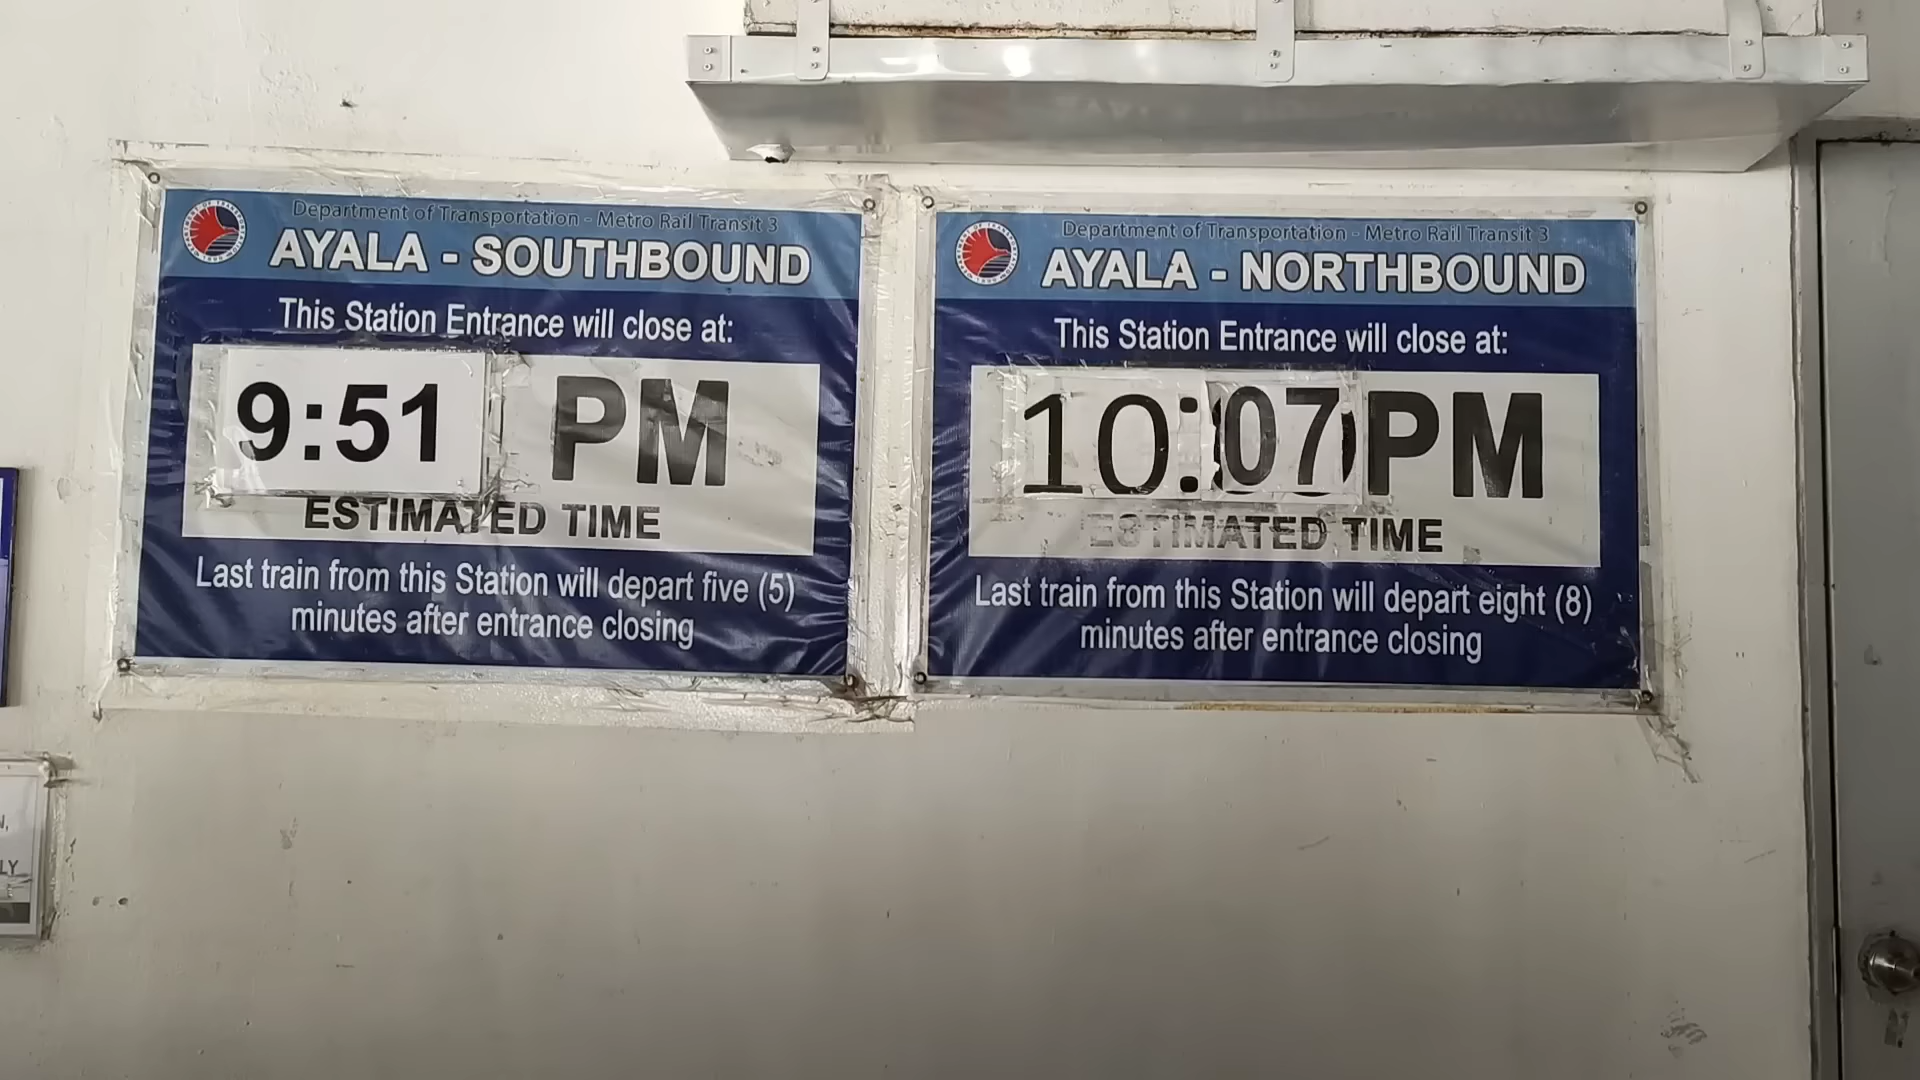 Department of Transportation - Metro Rail Transit 3
AYALA - SOUTHBOUND
This Station Entrance will close at:
9:51 PM
ESTIMATED TIME
Last train from this Station will depart five (5)
minutes after entrance closing
Department of Transportation - Metro Rail Transit 3
AYALA - NORTHBOUND
This Station Entrance will close at:
10:07 PM
ESTIMATED TIME
Last train from this Station will depart eight (8)
minutes after entrance closing